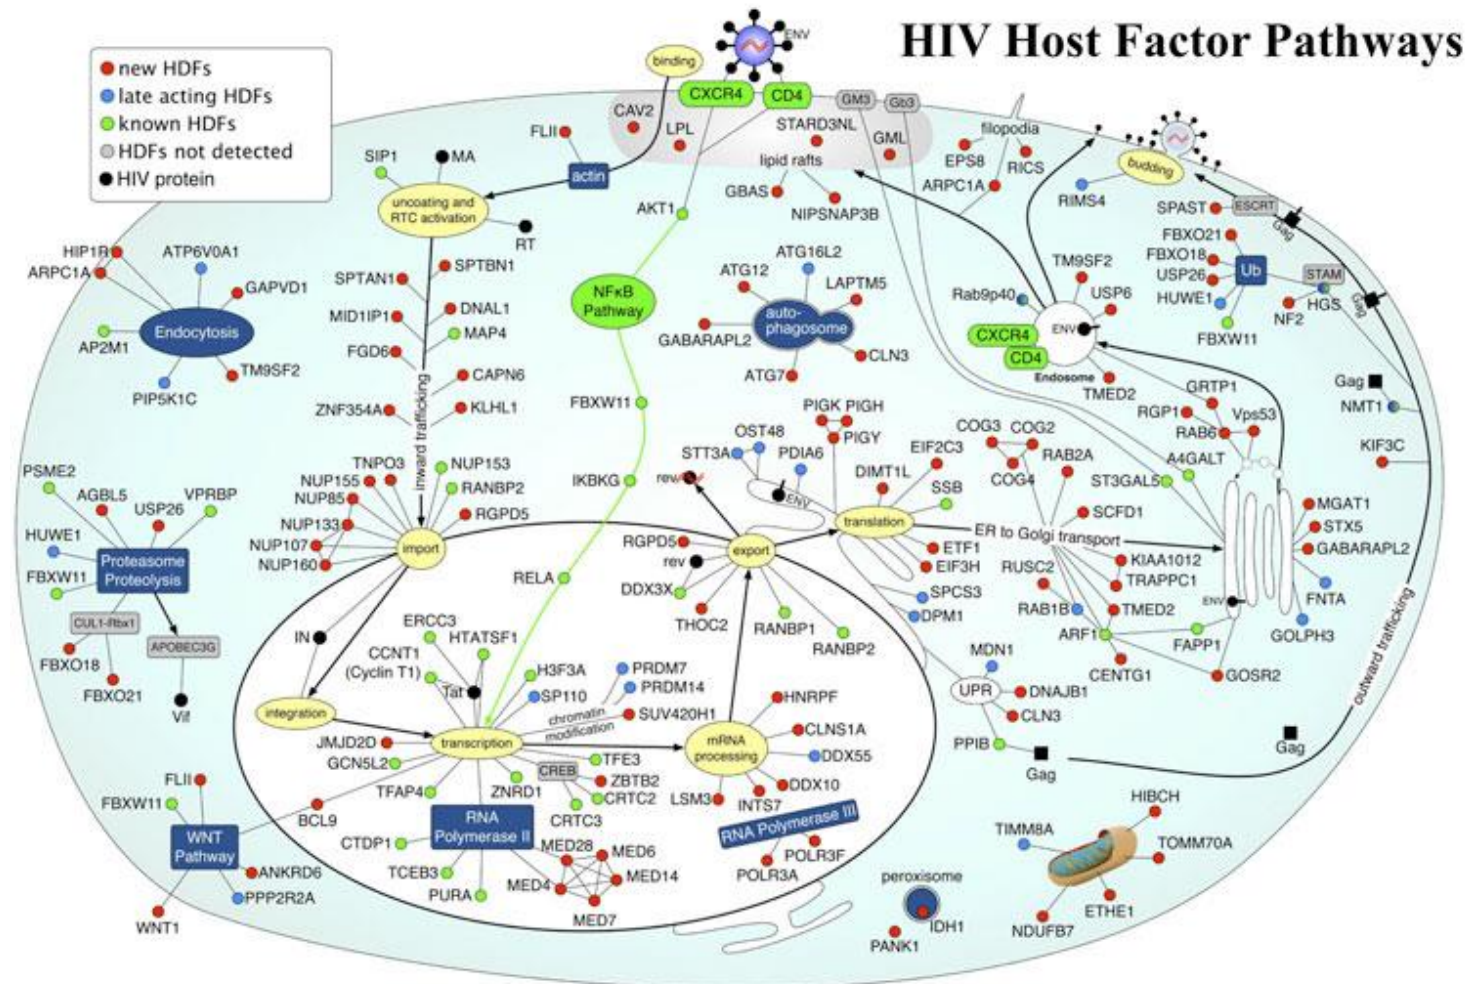 HIV Host Factor Pathways
new HDFs
late acting HDFs
known HDFs
HDFs not detected
HIV protein
binding
ENV
CXCR4
CD4
GM3
Gb3
CAV2
LPL
STARD3NL
GML
lipid rafts
GBAS
NIPSNAP3B
filopodia
EPS8
RICS
ARPC1A
budding
RIMS4
SPAST
ESCRT
Gag
FBXO21
FBXO18
USP26
HUWE1
Ub
FBXW11
STAM
HGS
NF2
Gag
Gag
NMT1
KIF3C
FLII
actin
SIP1
MA
uncoating and
RTC activation
RT
AKT1
HIP1R
ARPC1A
ATP6V0A1
GAPVD1
Endocytosis
AP2M1
PIP5K1C
TM9SF2
SPTAN1
SPTBN1
MID1IP1
DNAL1
MAP4
FGD6
CAPN6
ZNF354A
KLHL1
inward trafficking
NFκB
Pathway
FBXW11
IKBKG
RELA
ATG16L2
ATG12
LAPTM5
auto-
phagosome
GABARAPL2
CLN3
ATG7
TM9SF2
Rab9p40
USP6
ENV
CXCR4
CD4
Endosome
TMED2
GRTP1
RGP1
Vps53
RAB6
A4GALT
ST3GAL5
PSME2
AGBL5
VPRBP
USP26
HUWE1
Proteasome
Proteolysis
FBXW11
CUL1-Rbx1
APOBEC3G
FBXO18
FBXO21
Vif
TNPO3
NUP155
NUP85
NUP133
NUP107
NUP160
NUP153
RANBP2
RGPD5
import
PIGK
PIGH
PIGY
OST48
STT3A
PDIA6
rev
ENV
EIF2C3
DIMT1L
SSB
translation
ETF1
EIF3H
SPCS3
DPM1
COG3
COG2
COG4
RAB2A
SCFD1
ER to Golgi transport
KIAA1012
TRAPPC1
RUSC2
RAB1B
TMED2
ARF1
CENTG1
FAPP1
GOSR2
ENV
MGAT1
STX5
GABARAPL2
FNTA
GOLPH3
outward trafficking
RGPD5
rev
export
DDX3X
THOC2
RANBP1
RANBP2
IN
integration
ERCC3
HTATSF1
CCNT1
(Cyclin T1)
Tat
H3F3A
SP110
PRDM7
PRDM14
chromatin
modification
SUV420H1
transcription
JMJD2D
GCN5L2
TFAP4
ZNRD1
TFE3
CREB
ZBTB2
CRTC2
CRTC3
mRNA
processing
HNRPF
CLNS1A
DDX55
DDX10
INTS7
LSM3
RNA
Polymerase II
CTDP1
TCEB3
PURA
MED28
MED6
MED4
MED14
MED7
RNA Polymerase III
POLR3F
POLR3A
MDN1
UPR
DNAJB1
CLN3
PPIB
Gag
Gag
FLII
FBXW11
WNT
Pathway
BCL9
ANKRD6
PPP2R2A
WNT1
HIBCH
TIMM8A
TOMM70A
ETHE1
NDUFB7
peroxisome
IDH1
PANK1